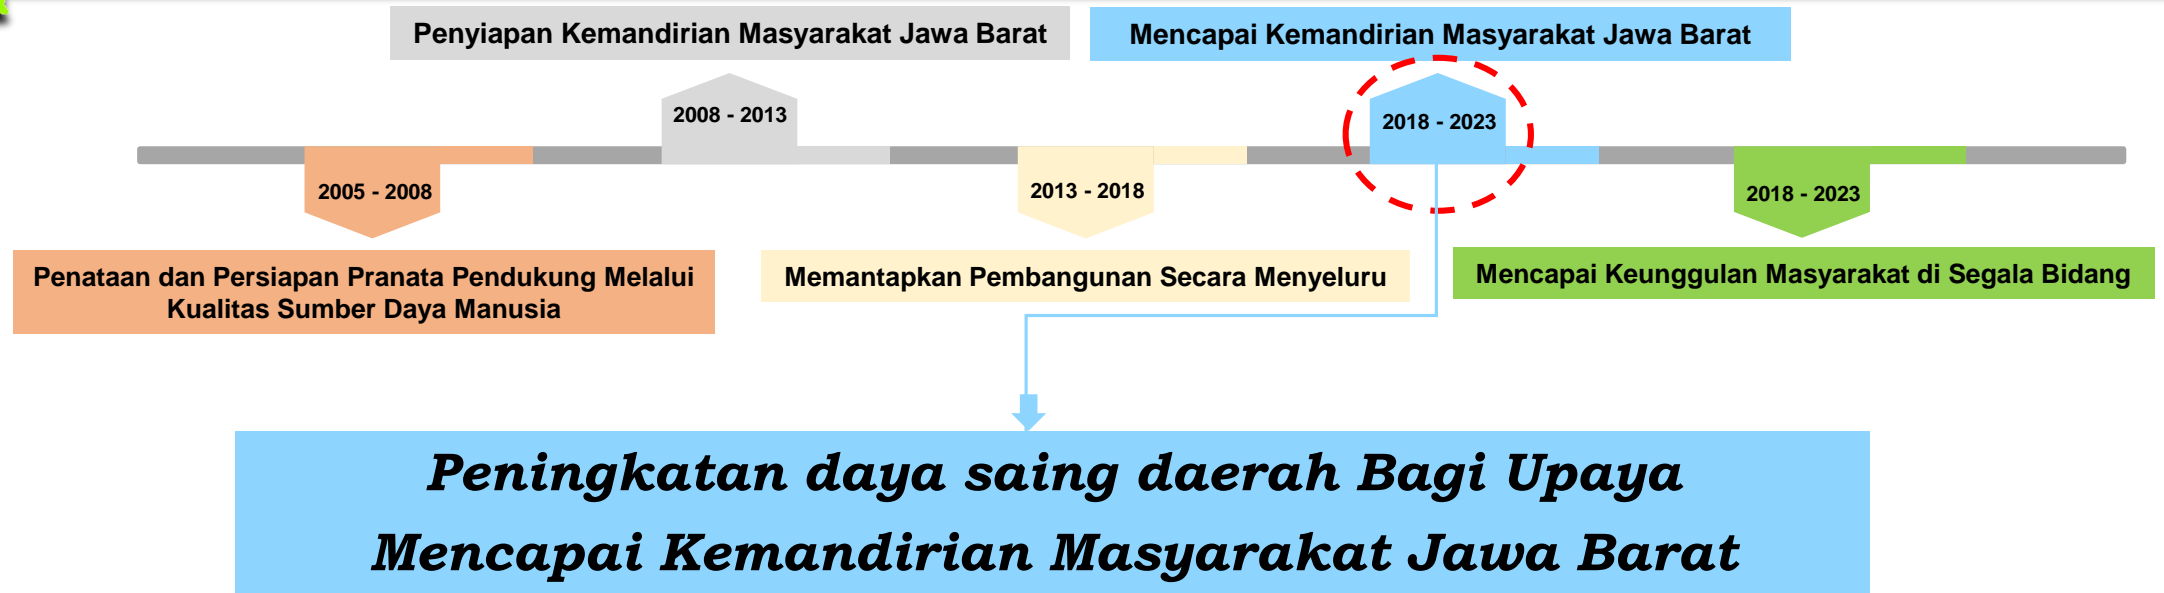 Penyiapan Kemandirian Masyarakat Jawa Barat
Mencapai Kemandirian Masyarakat Jawa Barat
2008 - 2013
2018 - 2023
2005 - 2008
2013 - 2018
2018 - 2023
Penataan dan Persiapan Pranata Pendukung Melalui
Kualitas Sumber Daya Manusia
Memantapkan Pembangunan Secara Menyeluru
Mencapai Keunggulan Masyarakat di Segala Bidang
Peningkatan daya saing daerah Bagi Upaya
Mencapai Kemandirian Masyarakat Jawa Barat